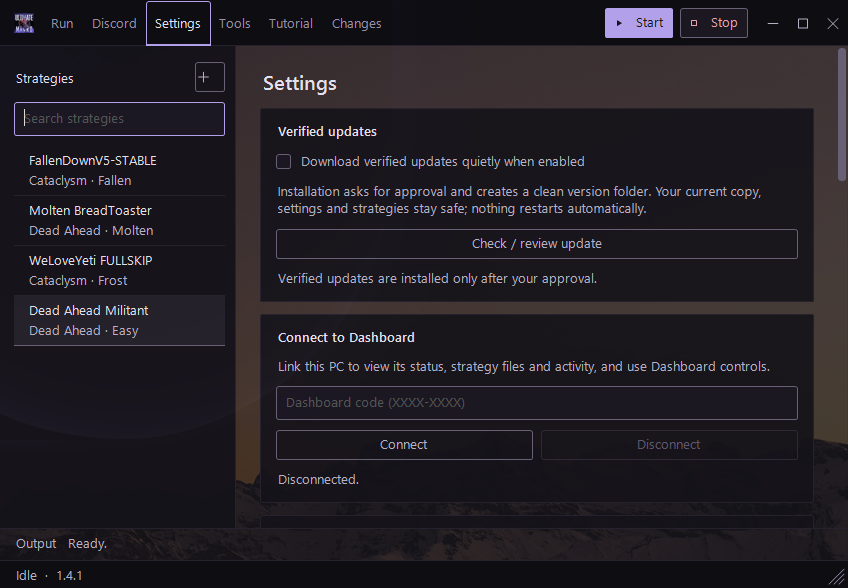 Run Discord Settings Tools Tutorial Changes Start Stop
Strategies
Search strategies
FallenDownV5-STABLE
Cataclysm · Fallen
Molten BreadToaster
Dead Ahead · Molten
WeLoveYeti FULLSKIP
Cataclysm · Frost
Dead Ahead Militant
Dead Ahead · Easy
Settings
Verified updates
Download verified updates quietly when enabled
Installation asks for approval and creates a clean version folder. Your current copy,
settings and strategies stay safe; nothing restarts automatically.
Check / review update
Verified updates are installed only after your approval.
Connect to Dashboard
Link this PC to view its status, strategy files and activity, and use Dashboard controls.
Dashboard code (XXXX-XXXX)
Connect Disconnect
Disconnected.
Output Ready.
Idle · 1.4.1